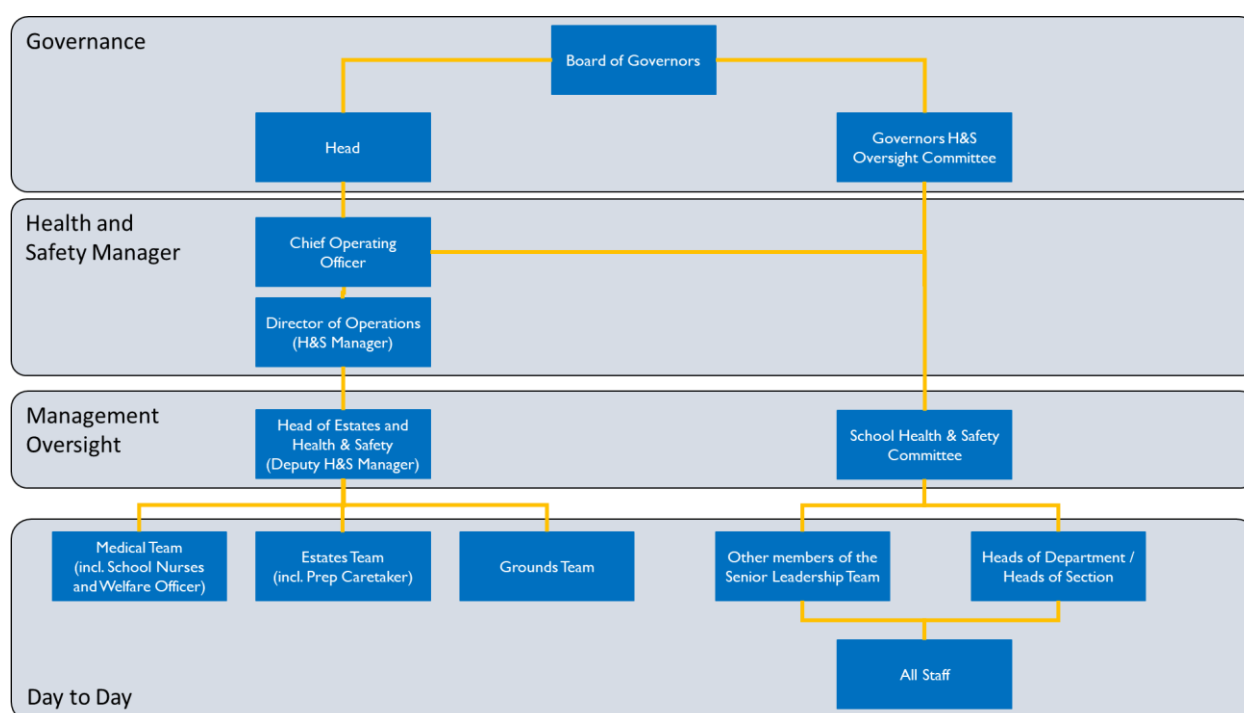 Governance
Board of Governors
Head
Governors H&S
Oversight Committee
Health and
Safety Manager
Chief Operating
Officer
Director of Operations
(H&S Manager)
Management
Oversight
Head of Estates and
Health & Safety
(Deputy H&S Manager)
School Health & Safety
Committee
Medical Team
(incl. School Nurses
and Welfare Officer)
Estates Team
(incl. Prep Caretaker)
Grounds Team
Other members of the
Senior Leadership Team
Heads of Department /
Heads of Section
All Staff
Day to Day